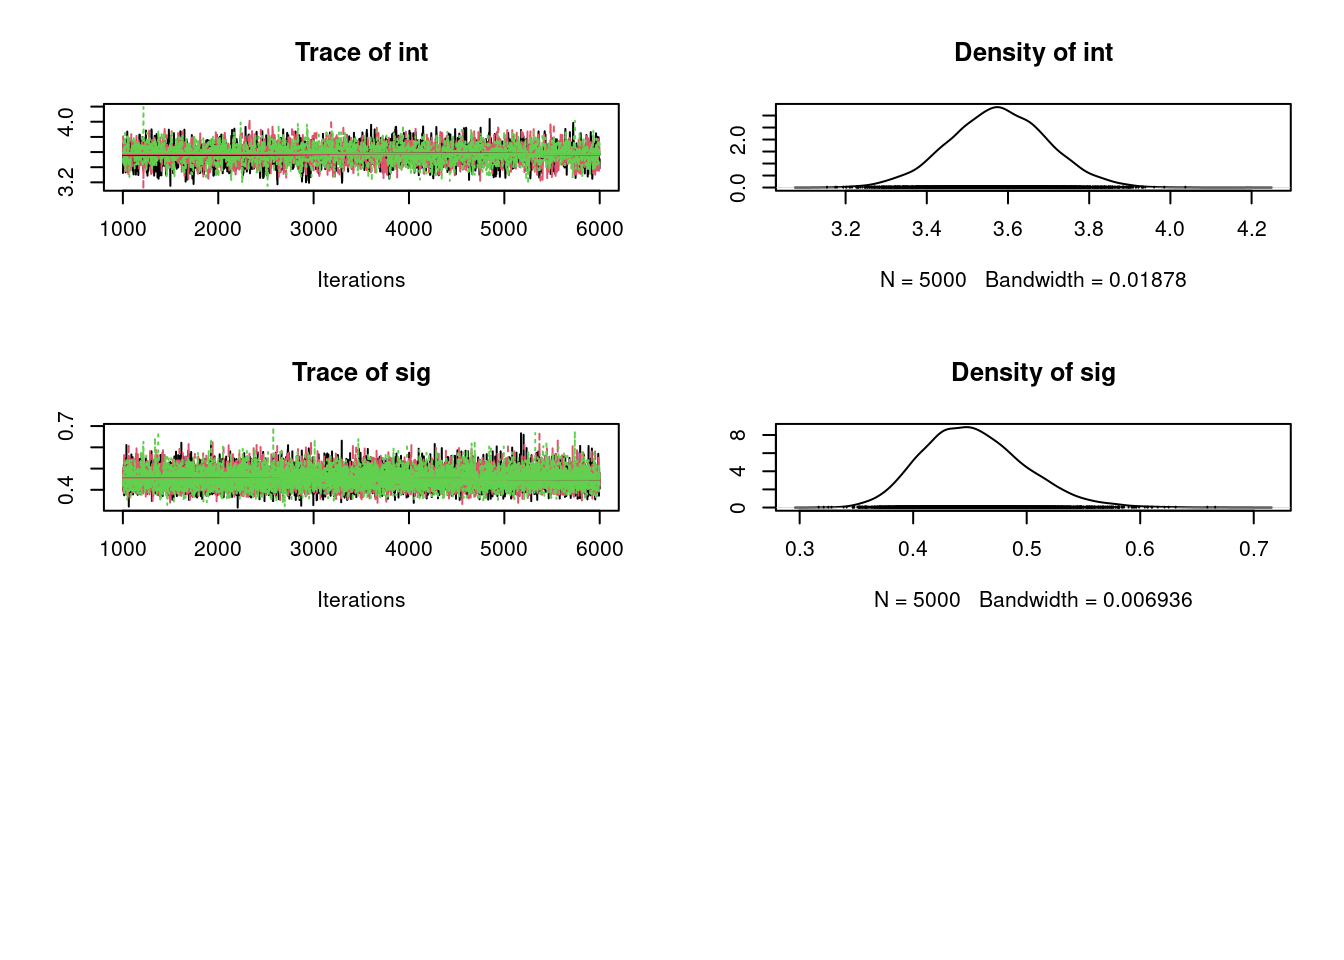 Trace of int
4.0
3.2
1000 2000 3000 4000 5000 6000
Iterations
Density of int
2.0
0.0
3.2 3.4 3.6 3.8 4.0 4.2
N = 5000 Bandwidth = 0.01878
Trace of sig
0.7
0.4
1000 2000 3000 4000 5000 6000
Iterations
Density of sig
8
4
0
0.3 0.4 0.5 0.6 0.7
N = 5000 Bandwidth = 0.006936